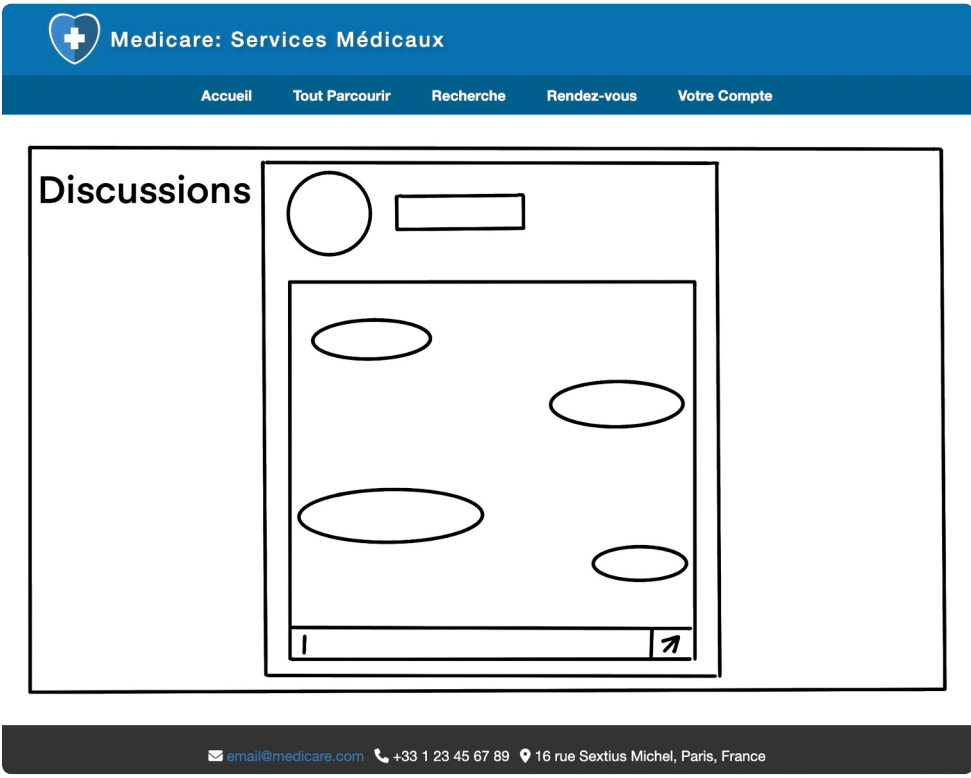 Medicare: Services Médicaux
Accueil Tout Parcourir Recherche Rendez-vous Votre Compte
Discussions
email@medicare.com +33 1 23 45 67 89 16 rue Sextius Michel, Paris, France